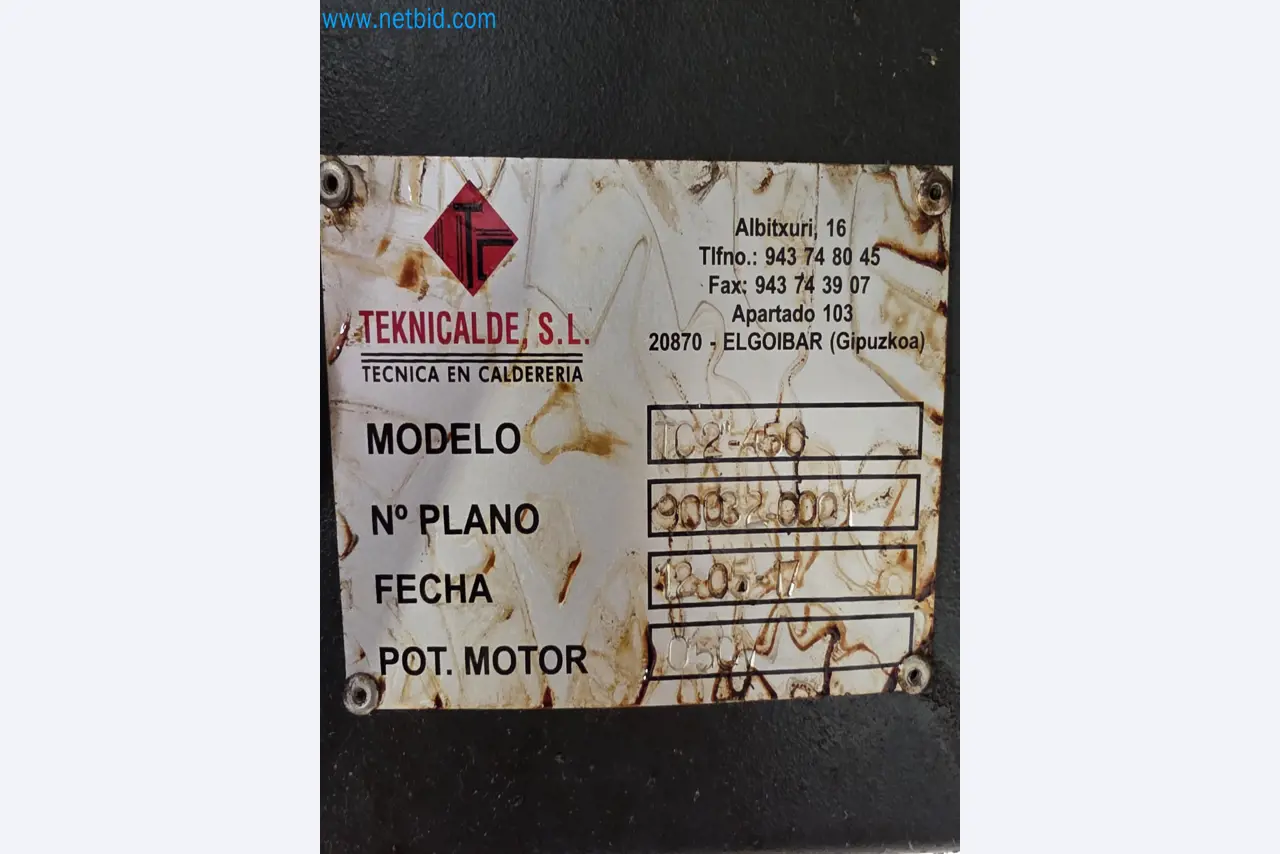 www.netbid.com
TC
TEKNICALDE, S.L.
TECNICA EN CALDERERIA
Albitxuri, 16
Tlfno.: 943 74 80 45
Fax: 943 74 39 07
Apartado 103
20870 - ELGOIBAR (Gipuzkoa)
MODELO TC2"-450
Nº PLANO 90032.0001
FECHA 12.05.17
POT. MOTOR